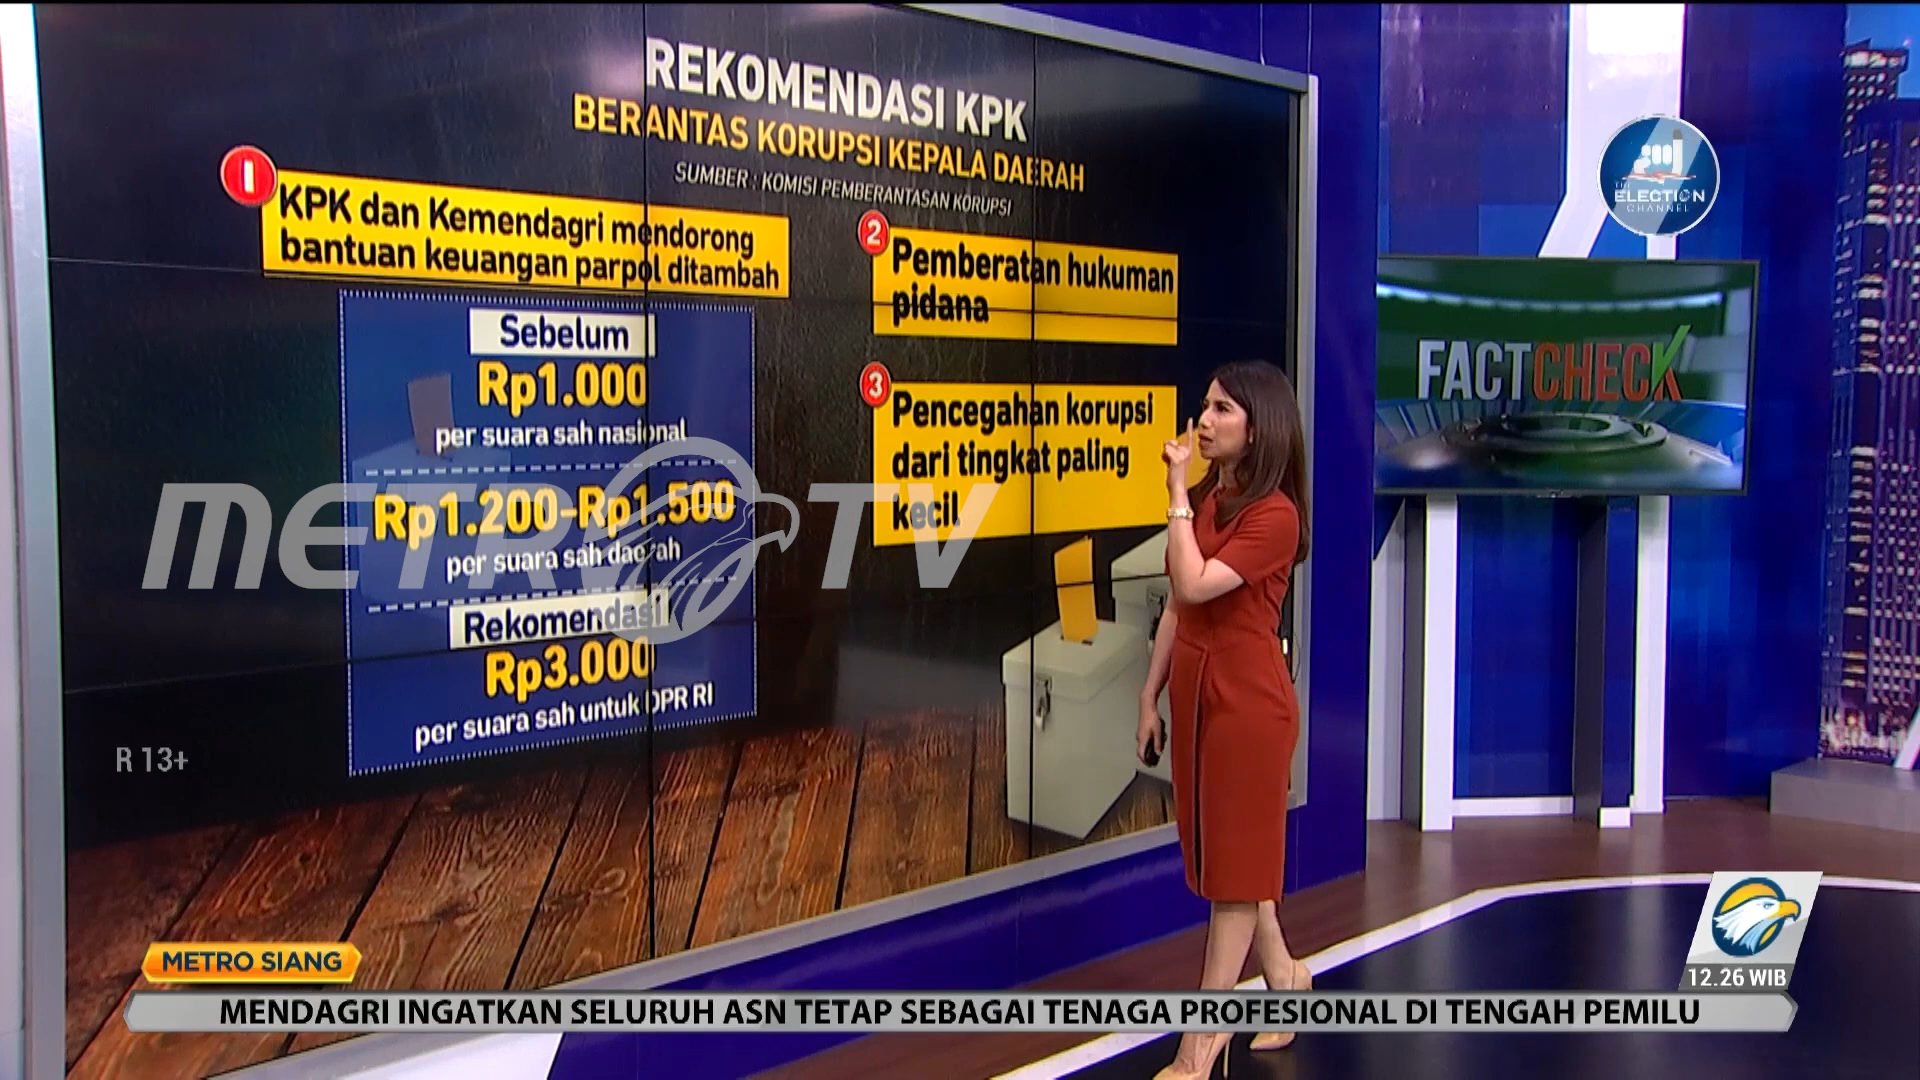 REKOMENDASI KPK
BERANTAS KORUPSI KEPALA DAERAH
SUMBER : KOMISI PEMBERANTASAN KORUPSI
1
KPK dan Kemendagri mendorong
bantuan keuangan parpol ditambah
Sebelum
Rp1.000
per suara sah nasional
Rp1.200-Rp1.500
per suara sah daerah
Rekomendasi
Rp3.000
per suara sah untuk DPR RI
2
Pemberatan hukuman
pidana
3
Pencegahan korupsi
dari tingkat paling
kecil
METRO TV
THE
ELECTION
CHANNEL
FACTCHECK
R 13+
METRO SIANG
12.26 WIB
MENDAGRI INGATKAN SELURUH ASN TETAP SEBAGAI TENAGA PROFESIONAL DI TENGAH PEMILU